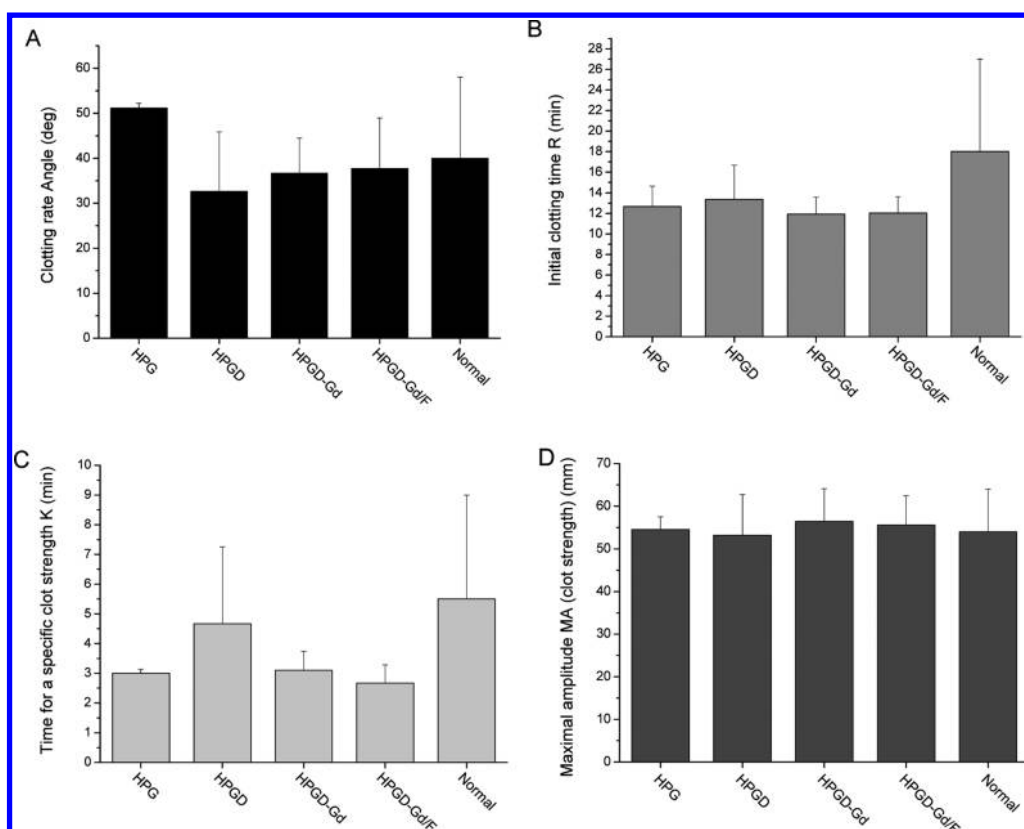 A
Clotting rate Angle (deg)
60
50
40
30
20
10
0
HPG
HPGD
HPGD-Gd
HPGD-Gd/F
Normal
B
Initial clotting time R (min)
28
26
24
22
20
18
16
14
12
10
8
6
4
2
0
HPG
HPGD
HPGD-Gd
HPGD-Gd/F
Normal
C
Time for a specific clot strength K (min)
10
9
8
7
6
5
4
3
2
1
0
HPG
HPGD
HPGD-Gd
HPGD-Gd/F
Normal
D
Maximal amplitude MA (clot strength) (mm)
70
60
50
40
30
20
10
0
HPG
HPGD
HPGD-Gd
HPGD-Gd/F
Normal